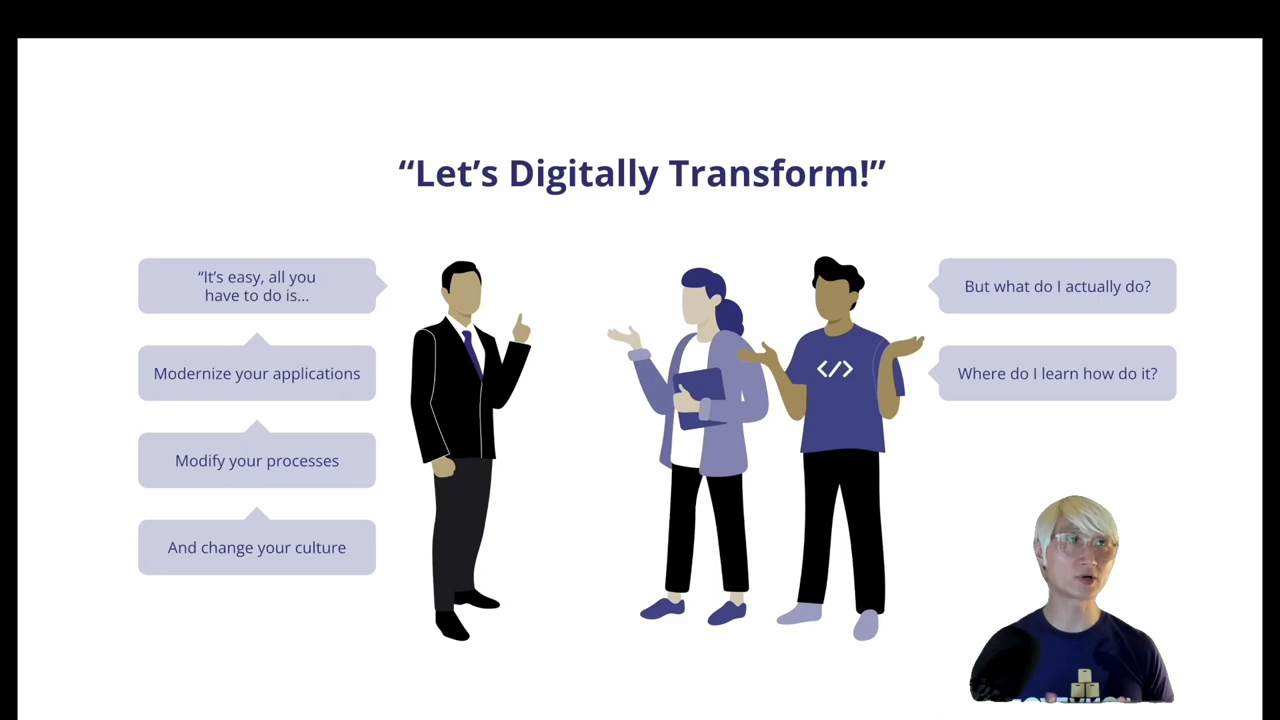 “Let’s Digitally Transform!”
“It’s easy, all you
have to do is...
Modernize your applications
Modify your processes
And change your culture
But what do I actually do?
Where do I learn how do it?
</>